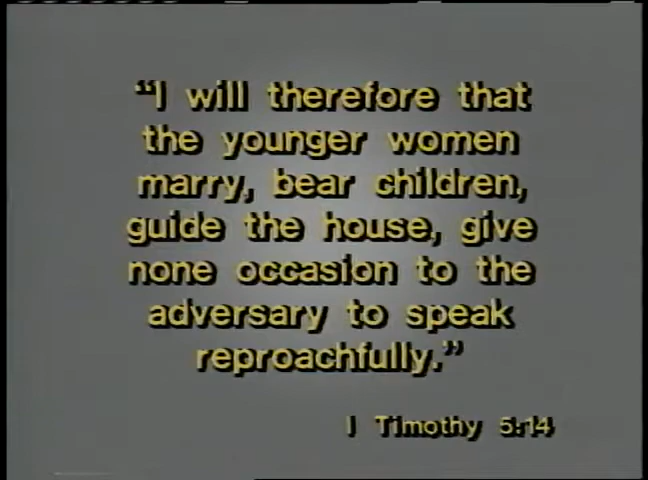 “I will therefore that
the younger women
marry, bear children,
guide the house, give
none occasion to the
adversary to speak
reproachfully.”
I Timothy 5:14